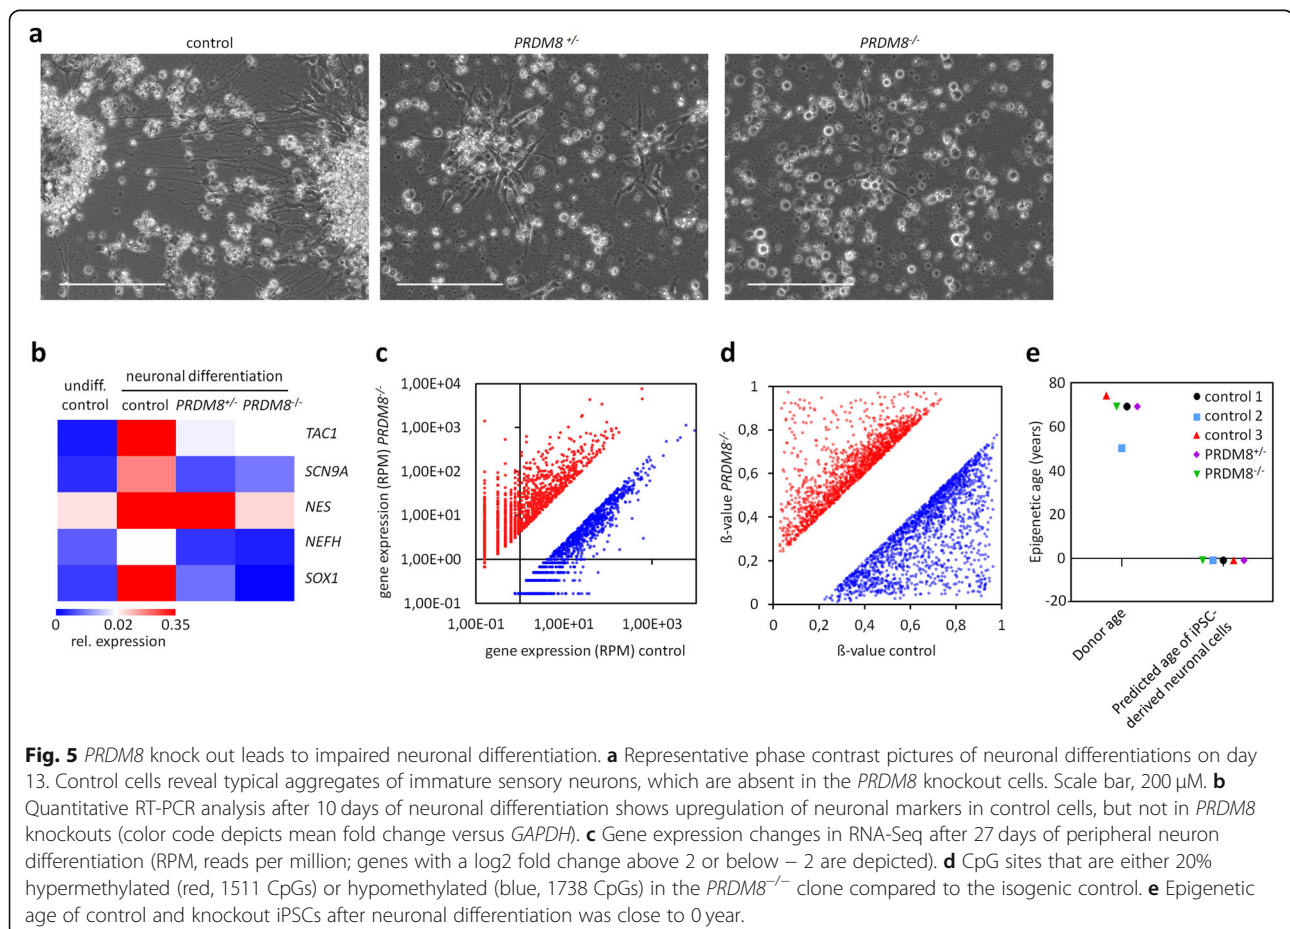 a
control
PRDM8 +/-
PRDM8-/-
b
undiff. control
neuronal differentiation
control PRDM8+/- PRDM8-/-
TAC1
SCN9A
NES
NEFH
SOX1
0 0.02 0.35
rel. expression
c
gene expression (RPM) PRDM8-/-
1,00E+04
1,00E+03
1,00E+02
1,00E+01
1,00E+00
1,00E-01
1,00E-01 1,00E+01 1,00E+03
gene expression (RPM) control
d
ß-value PRDM8-/-
1
0,8
0,6
0,4
0,2
0
0 0,2 0,4 0,6 0,8 1
ß-value control
e
Epigenetic age (years)
80
60
40
20
0
-20
control 1
control 2
control 3
PRDM8+/-
PRDM8-/-
Donor age
Predicted age of iPSC-
derived neuronal cells
Fig. 5 PRDM8 knock out leads to impaired neuronal differentiation. a Representative phase contrast pictures of neuronal differentiations on day
13. Control cells reveal typical aggregates of immature sensory neurons, which are absent in the PRDM8 knockout cells. Scale bar, 200 µM. b
Quantitative RT-PCR analysis after 10 days of neuronal differentiation shows upregulation of neuronal markers in control cells, but not in PRDM8
knockouts (color code depicts mean fold change versus GAPDH). c Gene expression changes in RNA-Seq after 27 days of peripheral neuron
differentiation (RPM, reads per million; genes with a log2 fold change above 2 or below − 2 are depicted). d CpG sites that are either 20%
hypermethylated (red, 1511 CpGs) or hypomethylated (blue, 1738 CpGs) in the PRDM8−/− clone compared to the isogenic control. e Epigenetic
age of control and knockout iPSCs after neuronal differentiation was close to 0 year.